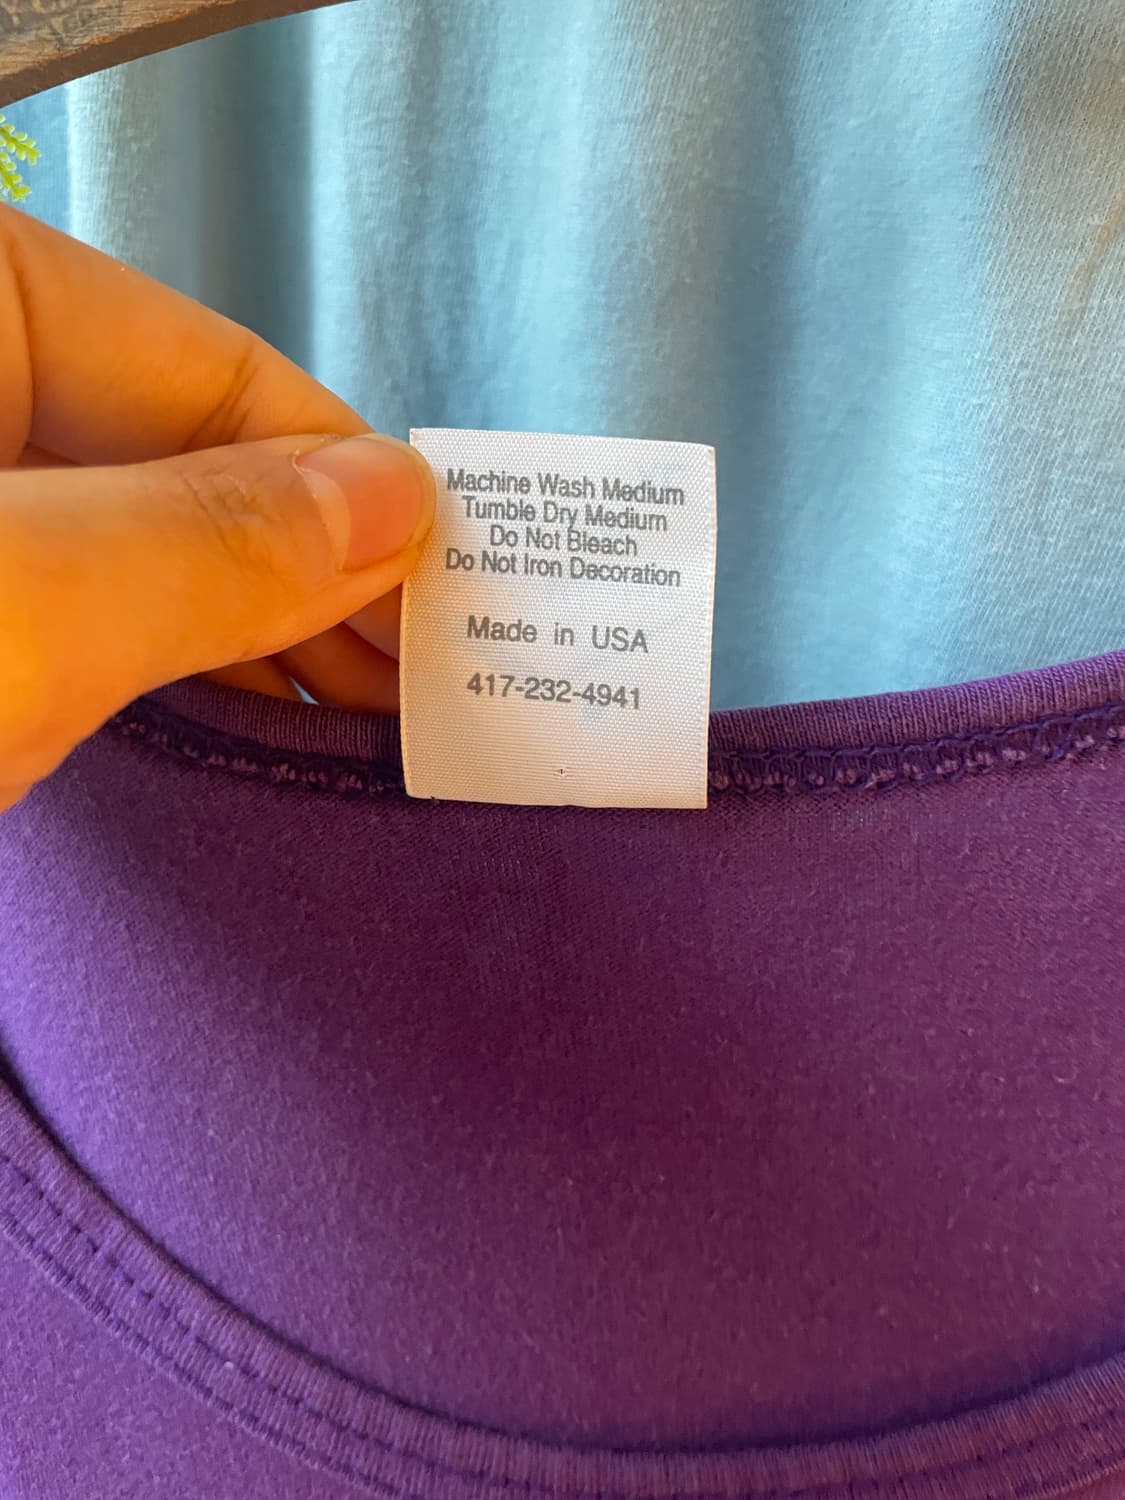 Machine Wash Medium
Tumble Dry Medium
Do Not Bleach
Do Not Iron Decoration
Made in USA
417-232-4941